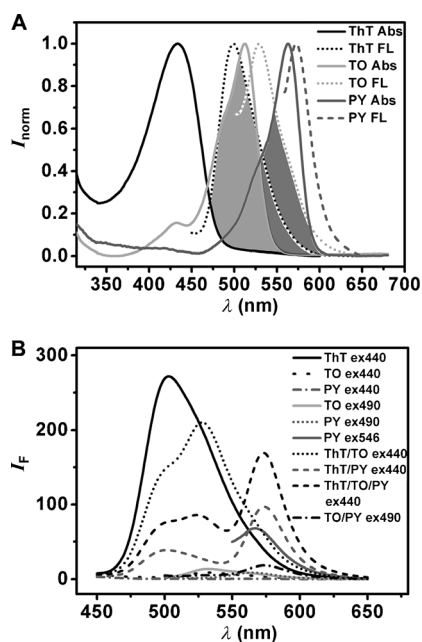 A
I norm
1.0
0.8
0.6
0.4
0.2
0.0
ThT Abs
ThT FL
TO Abs
TO FL
PY Abs
PY FL
350 400 450 500 550 600 650 700
λ (nm)
B
I F
300
200
100
0
ThT ex440
TO ex440
PY ex440
TO ex490
PY ex490
PY ex546
ThT/TO ex440
ThT/PY ex440
ThT/TO/PY
ex440
TO/PY ex490
450 500 550 600 650
λ (nm)